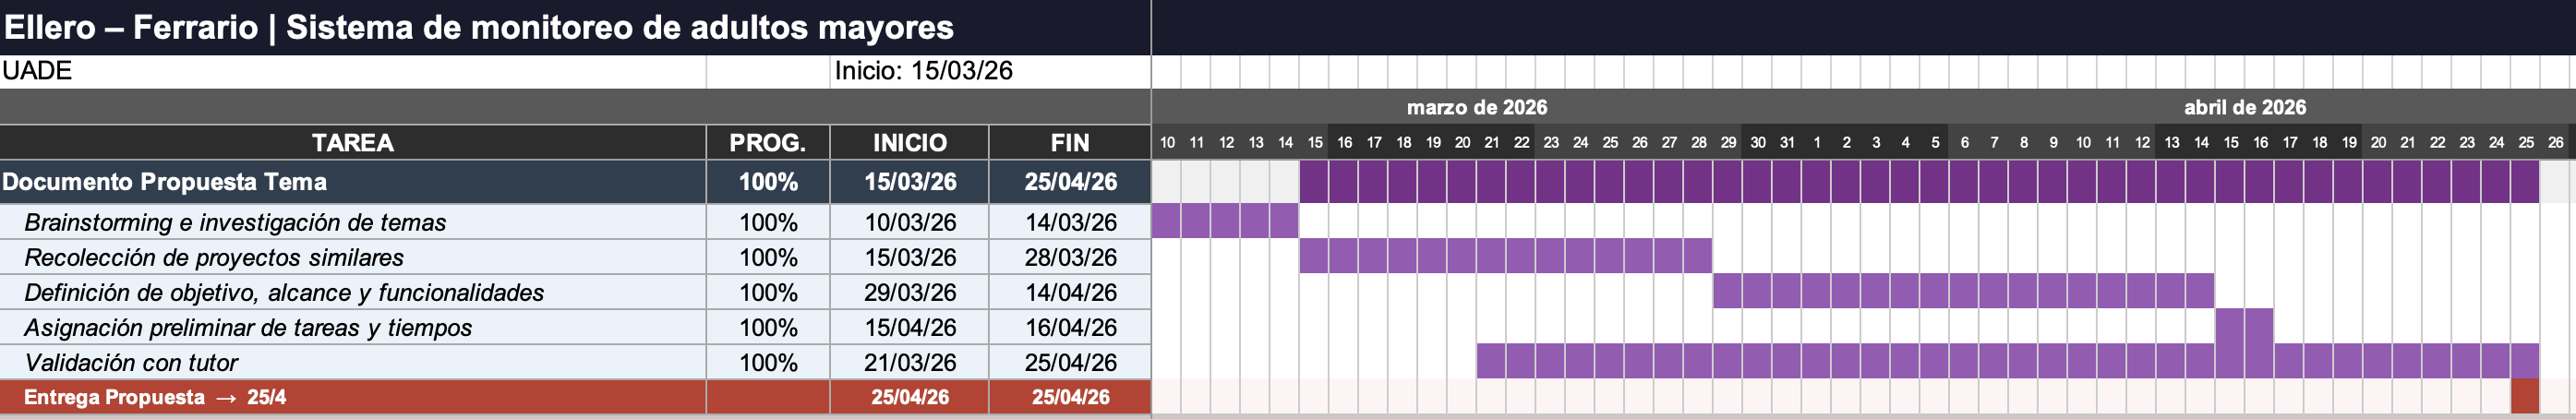 Ellero – Ferrario | Sistema de monitoreo de adultos mayores
UADE Inicio: 15/03/26
marzo de 2026 abril de 2026
TAREA PROG. INICIO FIN 10 11 12 13 14 15 16 17 18 19 20 21 22 23 24 25 26 27 28 29 30 31 1 2 3 4 5 6 7 8 9 10 11 12 13 14 15 16 17 18 19 20 21 22 23 24 25 26
Documento Propuesta Tema 100% 15/03/26 25/04/26
Brainstorming e investigación de temas 100% 10/03/26 14/03/26
Recolección de proyectos similares 100% 15/03/26 28/03/26
Definición de objetivo, alcance y funcionalidades 100% 29/03/26 14/04/26
Asignación preliminar de tareas y tiempos 100% 15/04/26 16/04/26
Validación con tutor 100% 21/03/26 25/04/26
Entrega Propuesta → 25/4 25/04/26 25/04/26